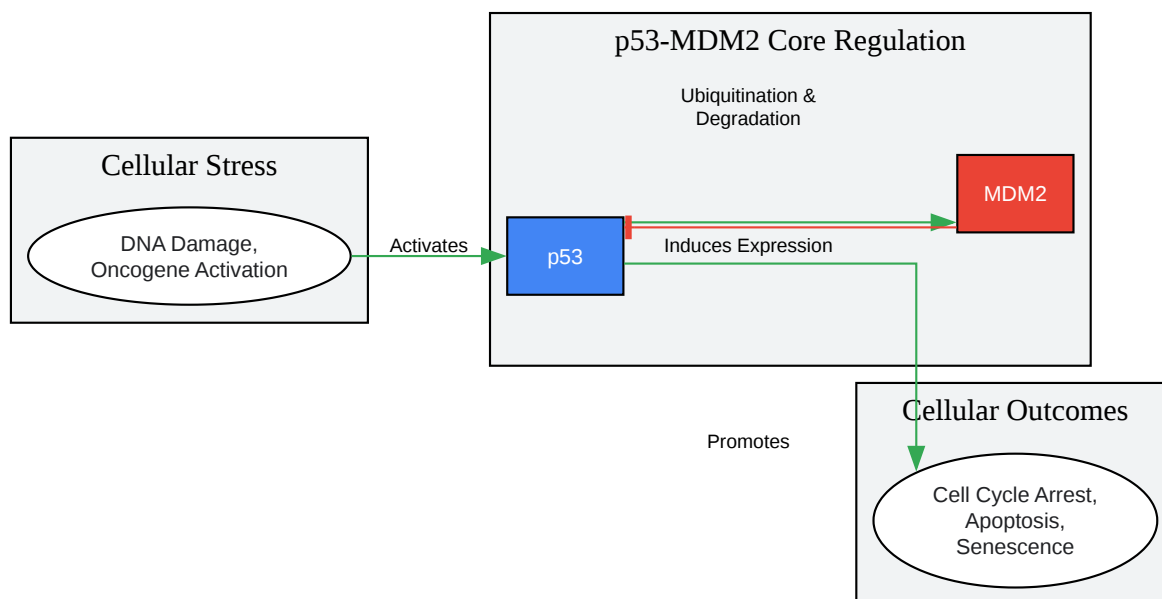 p53-MDM2 Core Regulation
Ubiquitination &
Degradation
Cellular Stress
MDM2
DNA Damage,
Oncogene Activation
Activates
p53
Induces Expression
Cellular Outcomes
Promotes
Cell Cycle Arrest,
Apoptosis,
Senescence